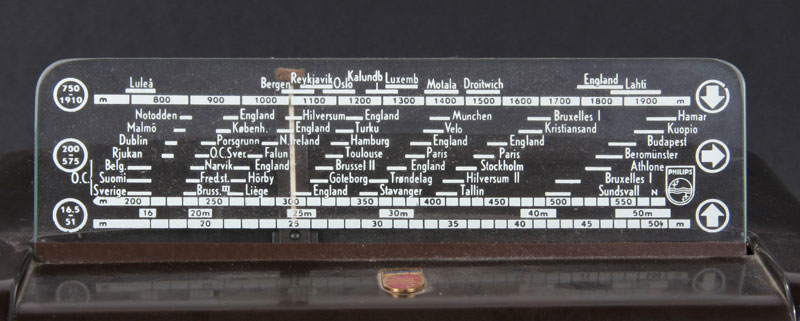 Luleå Bergen Reykjavik Oslo Kalundb Luxemb Motala Droitwich England Lahti
750 - 1910
m 800 900 1000 1100 1200 1300 1400 1500 1600 1700 1800 1900 m
Notodden England Hilversum Munchen Bruxelles I Hamar
Malmö Københ. England Turku Velo Kristiansand Kuopio
Dublin Porsgrunn N.Ireland Hamburg England Budapest
200 - 575
Rjukan O.C.Sver. Falun Toulouse Paris Paris Beromünster
O.C. Belg. Narvik England Brussel II England Stockholm Athlone
Suomi Fred.st. Hörby Göteborg Trøndelag Hilversum II Bruxelles I
Sverige Bruss. III Liège England Stavanger Tallin Sundsvall N
PHILIPS
200 250 300 350 400 450 500 550
16 20m 25m 30m 40m 50m
16.5 - 51
m 20 25 30 35 40 45 50 m